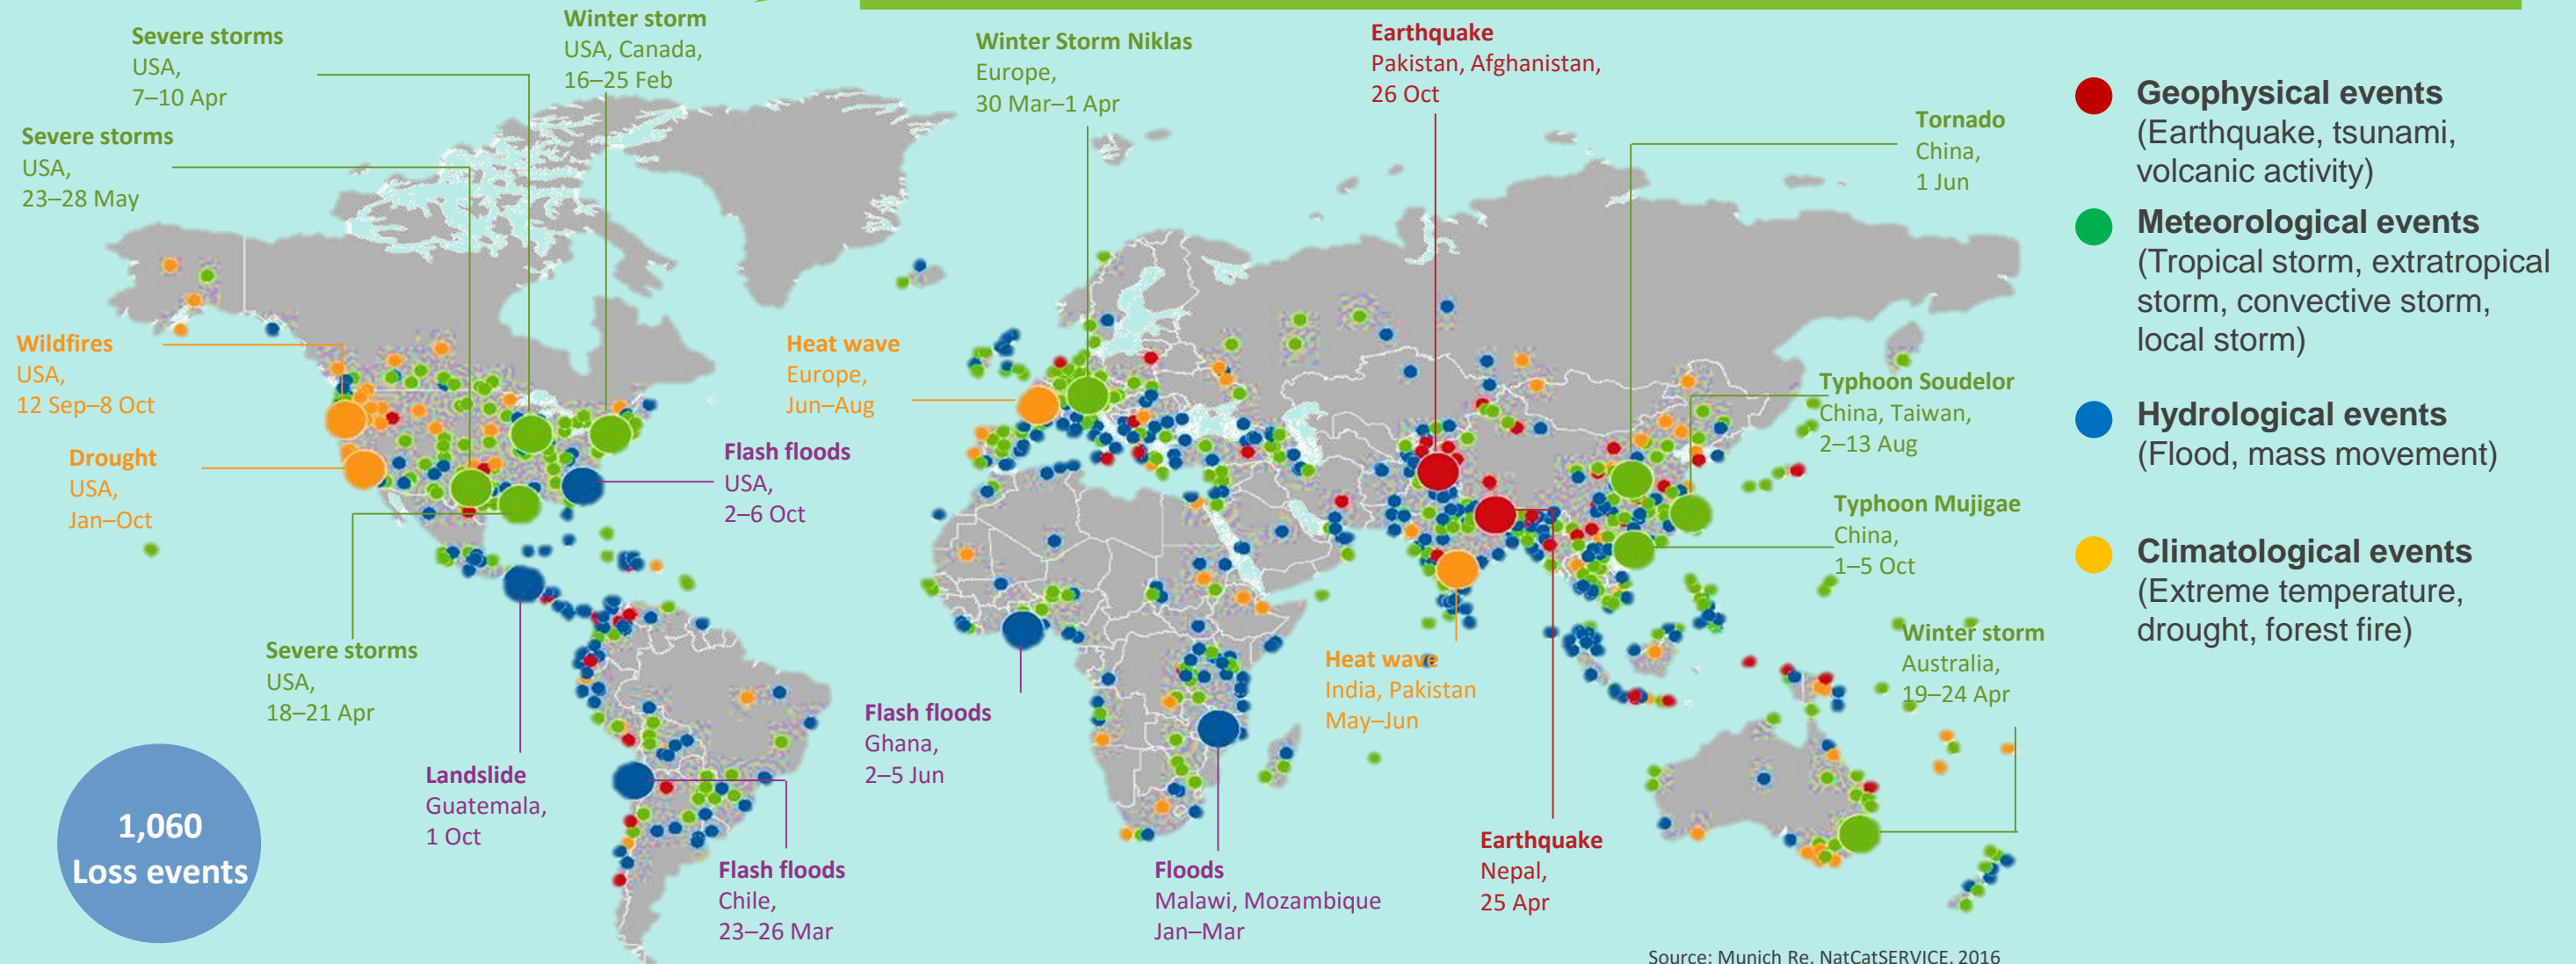 Severe storms
USA,
7–10 Apr
Winter storm
USA, Canada,
16–25 Feb
Winter Storm Niklas
Europe,
30 Mar–1 Apr
Earthquake
Pakistan, Afghanistan,
26 Oct
Tornado
China,
1 Jun
Severe storms
USA,
23–28 May
Wildfires
USA,
12 Sep–8 Oct
Heat wave
Europe,
Jun–Aug
Typhoon Soudelor
China, Taiwan,
2–13 Aug
Drought
USA,
Jan–Oct
Flash floods
USA,
2–6 Oct
Typhoon Mujigae
China,
1–5 Oct
Severe storms
USA,
18–21 Apr
Heat wave
India, Pakistan
May–Jun
Winter storm
Australia,
19–24 Apr
Landslide
Guatemala,
1 Oct
Flash floods
Ghana,
2–5 Jun
Flash floods
Chile,
23–26 Mar
Floods
Malawi, Mozambique
Jan–Mar
Earthquake
Nepal,
25 Apr
1,060
Loss events
Geophysical events
(Earthquake, tsunami,
volcanic activity)
Meteorological events
(Tropical storm, extratropical
storm, convective storm,
local storm)
Hydrological events
(Flood, mass movement)
Climatological events
(Extreme temperature,
drought, forest fire)
Source: Munich Re, NatCatSERVICE, 2016